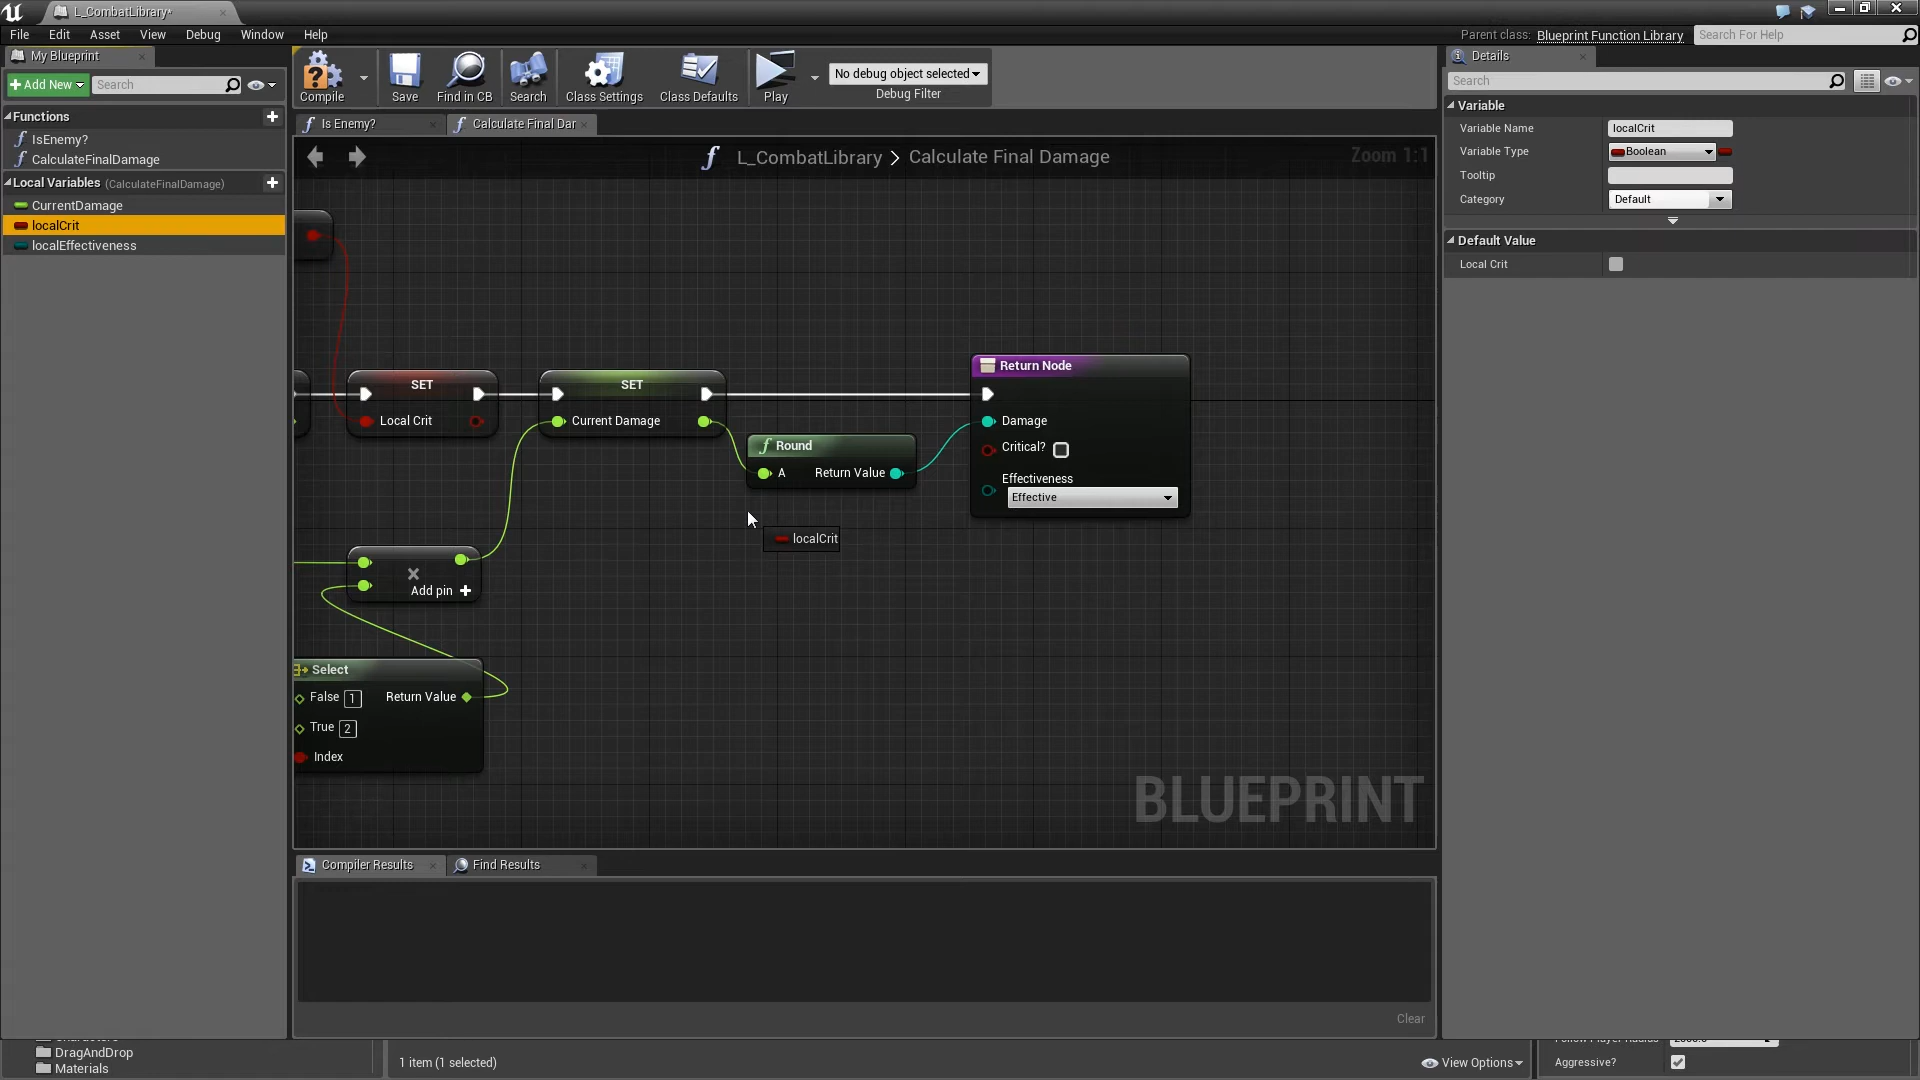 L_CombatLibrary*
File Edit Asset View Debug Window Help
Parent class: Blueprint Function Library Search For Help
My Blueprint
Add New Search
Functions
IsEnemy?
CalculateFinalDamage
Local Variables (CalculateFinalDamage)
CurrentDamage
localCrit
localEffectiveness
Compile Save Find in CB Search Class Settings Class Defaults Play
No debug object selected
Debug Filter
Is Enemy? Calculate Final Dar
L_CombatLibrary > Calculate Final Damage
Zoom 1:1
SET
Local Crit
SET
Current Damage
Round
A Return Value
Return Node
Damage
Critical?
Effectiveness
Effective
localCrit
Add pin
Select
False 1 Return Value
True 2
Index
BLUEPRINT
Compiler Results Find Results
Clear
Details
Search
Variable
Variable Name localCrit
Variable Type Boolean
Tooltip
Category Default
Default Value
Local Crit
DragAndDrop
Materials
1 item (1 selected)
View Options
Aggressive?